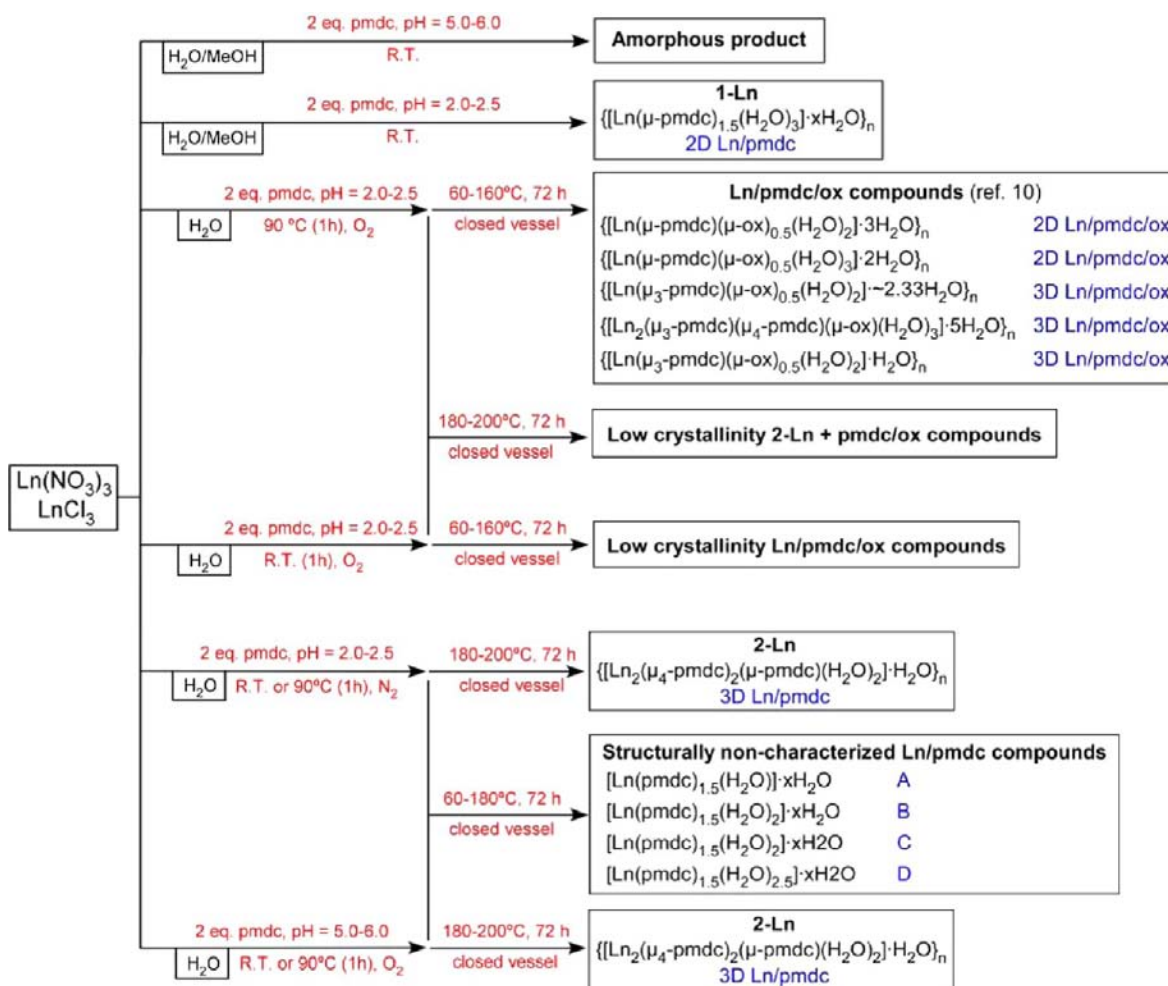 2 eq. pmdc, pH = 5.0-6.0
H₂O/MeOH
R.T.
Amorphous product
2 eq. pmdc, pH = 2.0-2.5
H₂O/MeOH
R.T.
1-Ln
{[Ln(μ-pmdc)₁.₅(H₂O)₃]·xH₂O}ₙ
2D Ln/pmdc
2 eq. pmdc, pH = 2.0-2.5
H₂O
90 ºC (1h), O₂
60-160ºC, 72 h
closed vessel
Ln/pmdc/ox compounds (ref. 10)
{[Ln(μ-pmdc)(μ-ox)₀.₅(H₂O)₂]·3H₂O}ₙ 2D Ln/pmdc/ox
{[Ln(μ-pmdc)(μ-ox)₀.₅(H₂O)₃]·2H₂O}ₙ 2D Ln/pmdc/ox
{[Ln(μ₃-pmdc)(μ-ox)₀.₅(H₂O)₂]·~2.33H₂O}ₙ 3D Ln/pmdc/ox
{[Ln₂(μ₃-pmdc)(μ₄-pmdc)(μ-ox)(H₂O)₃]·5H₂O}ₙ 3D Ln/pmdc/ox
{[Ln(μ₃-pmdc)(μ-ox)₀.₅(H₂O)₂]·H₂O}ₙ 3D Ln/pmdc/ox
180-200ºC, 72 h
closed vessel
Low crystallinity 2-Ln + pmdc/ox compounds
Ln(NO₃)₃
LnCl₃
2 eq. pmdc, pH = 2.0-2.5
H₂O
R.T. (1h), O₂
60-160ºC, 72 h
closed vessel
Low crystallinity Ln/pmdc/ox compounds
2 eq. pmdc, pH = 2.0-2.5
H₂O
R.T. or 90ºC (1h), N₂
180-200ºC, 72 h
closed vessel
2-Ln
{[Ln₂(μ₄-pmdc)₂(μ-pmdc)(H₂O)₂]·H₂O}ₙ
3D Ln/pmdc
60-180ºC, 72 h
closed vessel
Structurally non-characterized Ln/pmdc compounds
[Ln(pmdc)₁.₅(H₂O)]·xH₂O A
[Ln(pmdc)₁.₅(H₂O)₂]·xH₂O B
[Ln(pmdc)₁.₅(H₂O)₂]·xH2O C
[Ln(pmdc)₁.₅(H₂O)₂.₅]·xH2O D
2 eq. pmdc, pH = 5.0-6.0
H₂O
R.T. or 90ºC (1h), O₂
180-200ºC, 72 h
closed vessel
2-Ln
{[Ln₂(μ₄-pmdc)₂(μ-pmdc)(H₂O)₂]·H₂O}ₙ
3D Ln/pmdc